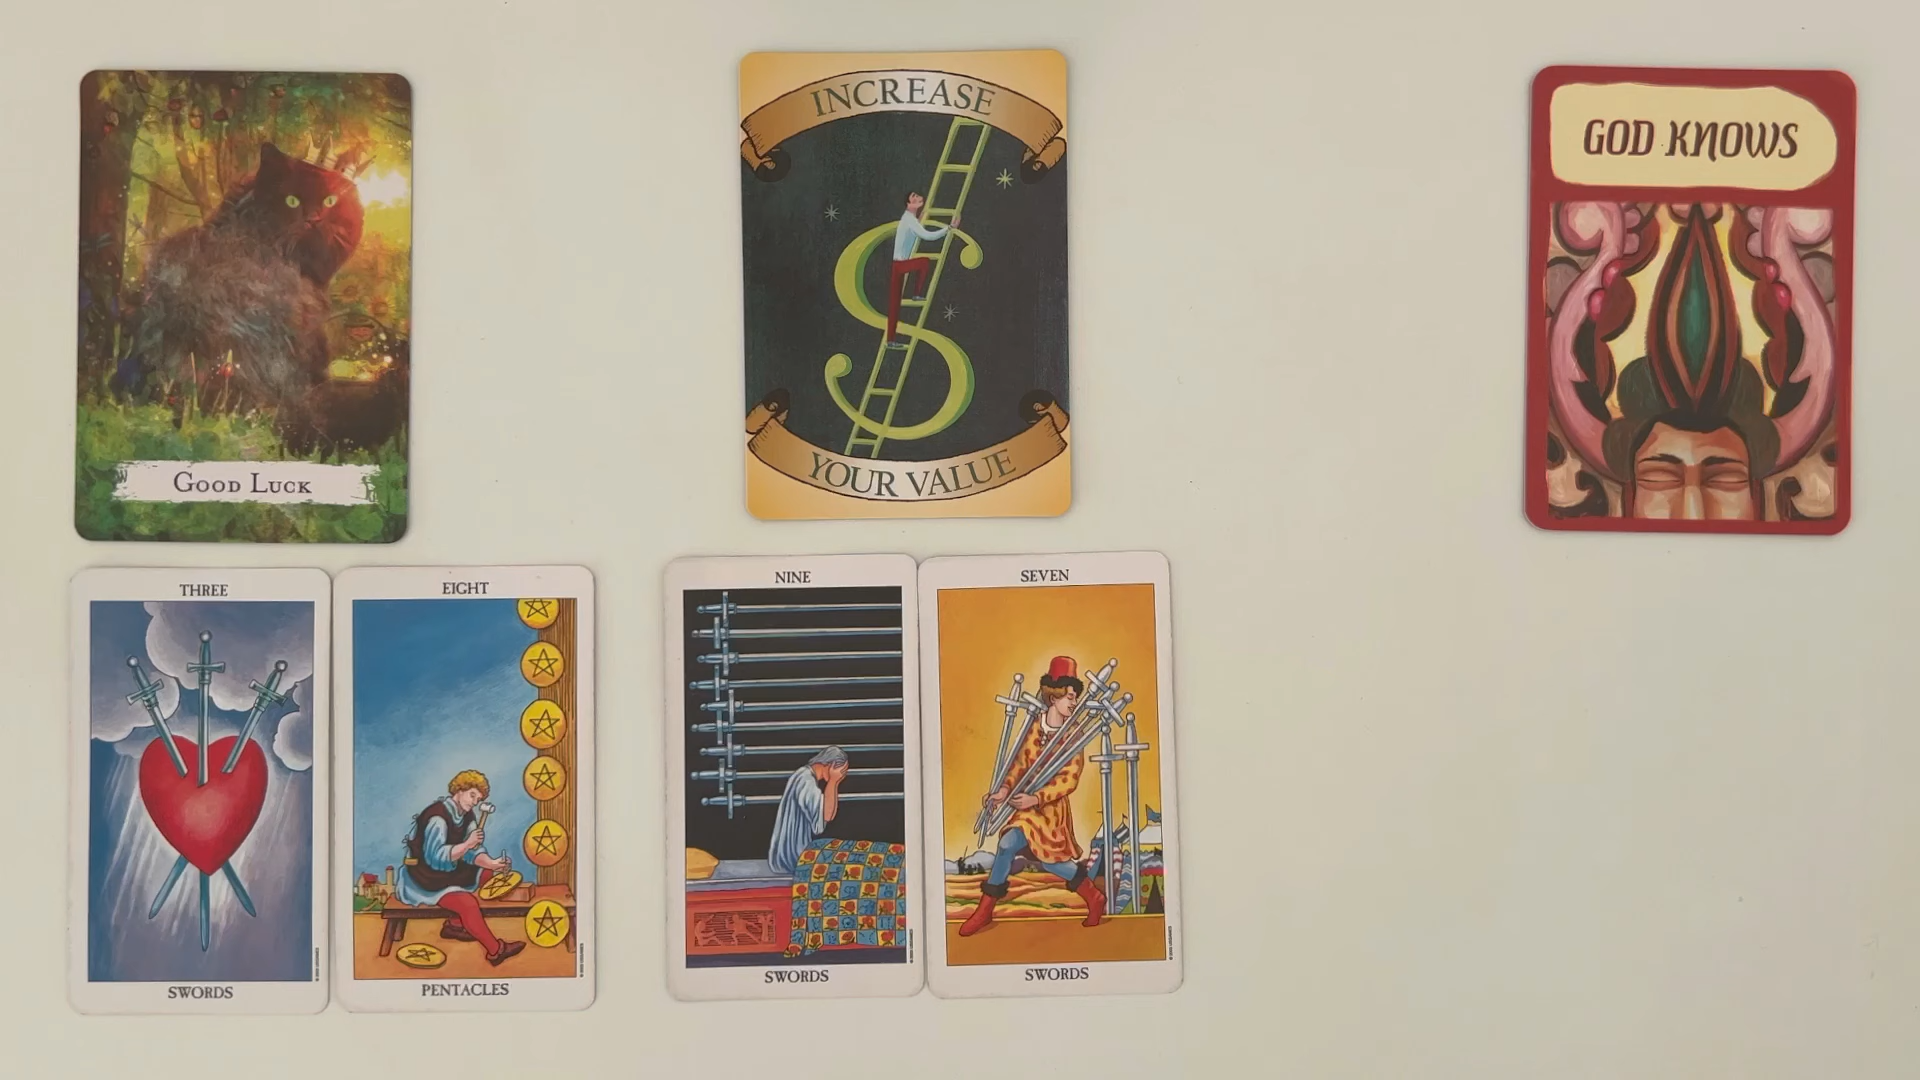 Good Luck
INCREASE
YOUR VALUE
GOD KNOWS
THREE
SWORDS
EIGHT
PENTACLES
NINE
SWORDS
SEVEN
SWORDS